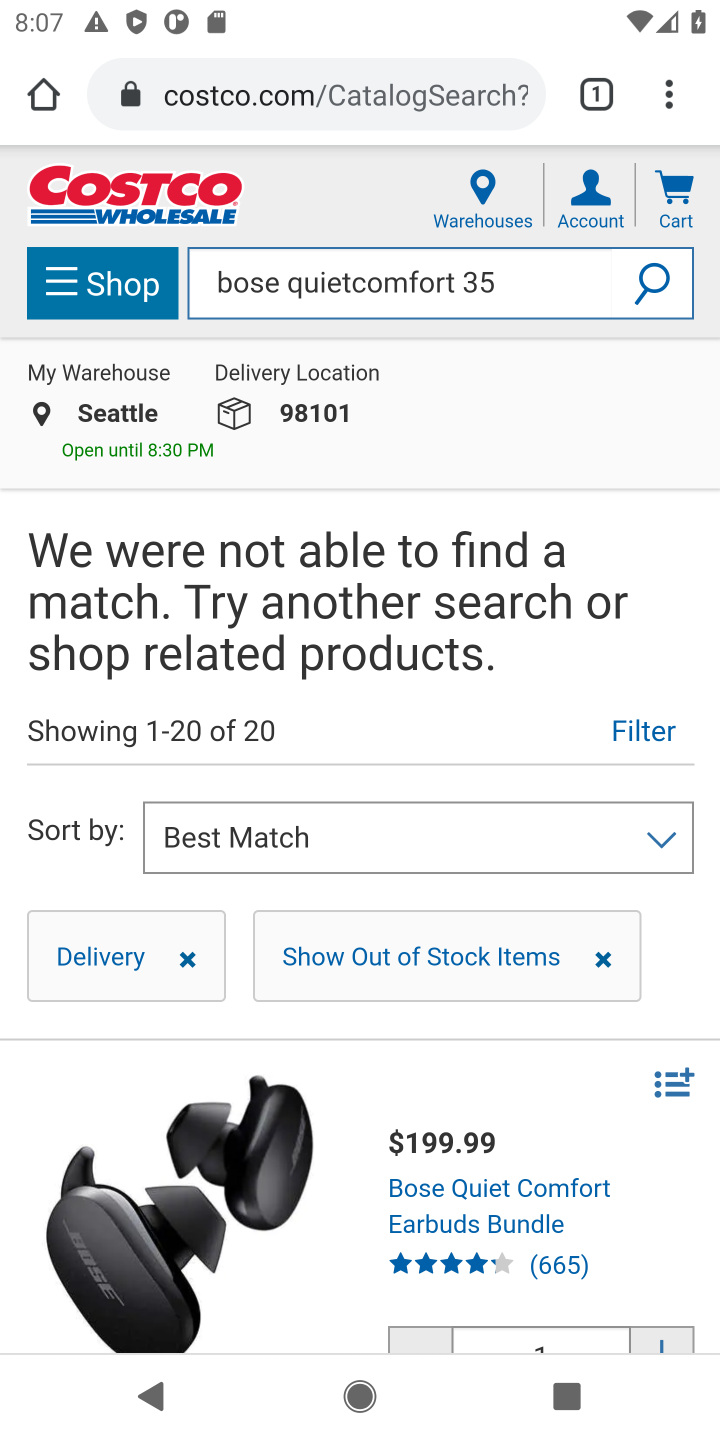 8:07
costco.com/CatalogSearch?
1
COSTCO
WHOLESALE
Warehouses
Account
Cart
Shop
bose quietcomfort 35
My Warehouse
Delivery Location
Seattle
98101
Open until 8:30 PM
We were not able to find a
match. Try another search or
shop related products.
Showing 1-20 of 20
Filter
Sort by:
Best Match
Delivery
Show Out of Stock Items
BOSE
BOSE
$199.99
Bose Quiet Comfort
Earbuds Bundle
(665)
1